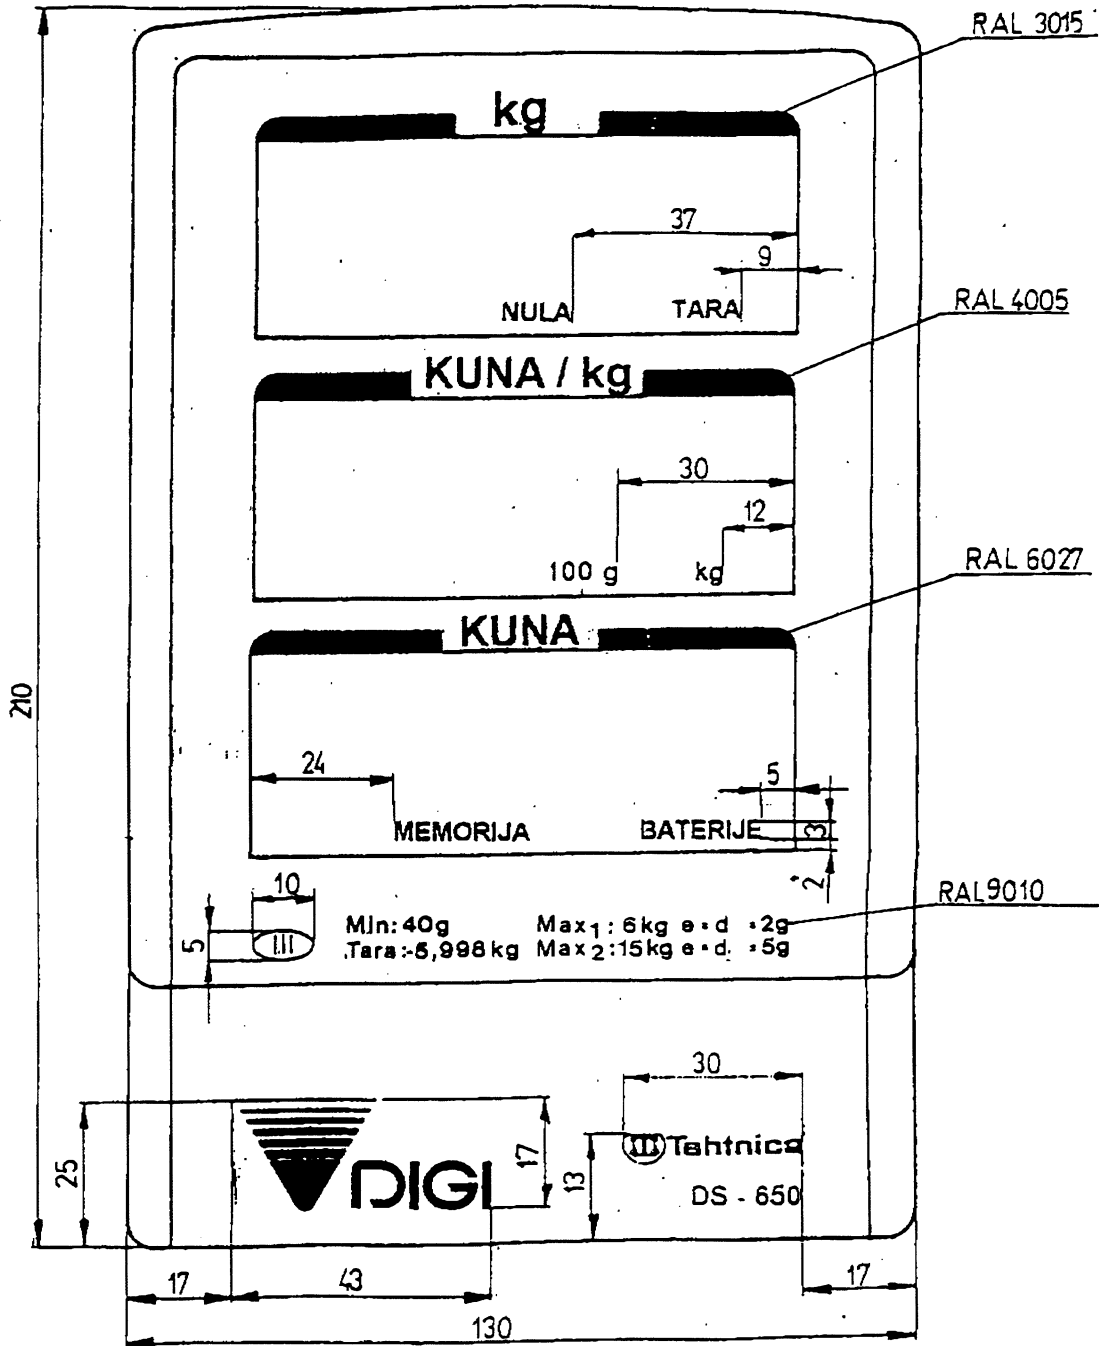 RAL 3015
kg
37
9
NULA TARA
RAL 4005
KUNA / kg
30
12
100 g kg
RAL 6027
KUNA
210
24
5
MEMORIJA BATERIJE
3
2
10
RAL9010
5
III
Min: 40g Max1: 6kg e=d =2g
Tara:-5,998kg Max2:15kg e=d =5g
30
25
17
13
DIGI
Tehtnica
DS - 650
17
43
17
130